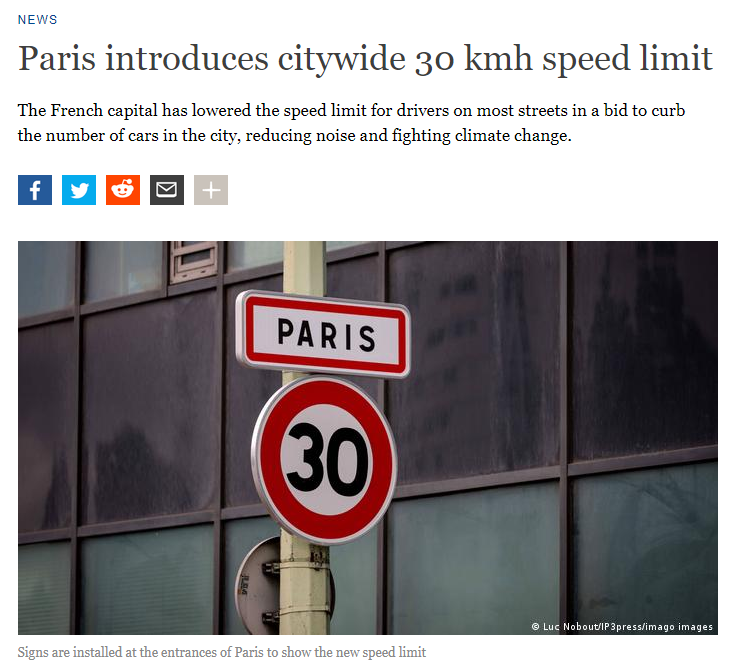 NEWS
Paris introduces citywide 30 kmh speed limit
The French capital has lowered the speed limit for drivers on most streets in a bid to curb
the number of cars in the city, reducing noise and fighting climate change.
PARIS
30
© Luc Nobout/IP3press/imago images
Signs are installed at the entrances of Paris to show the new speed limit